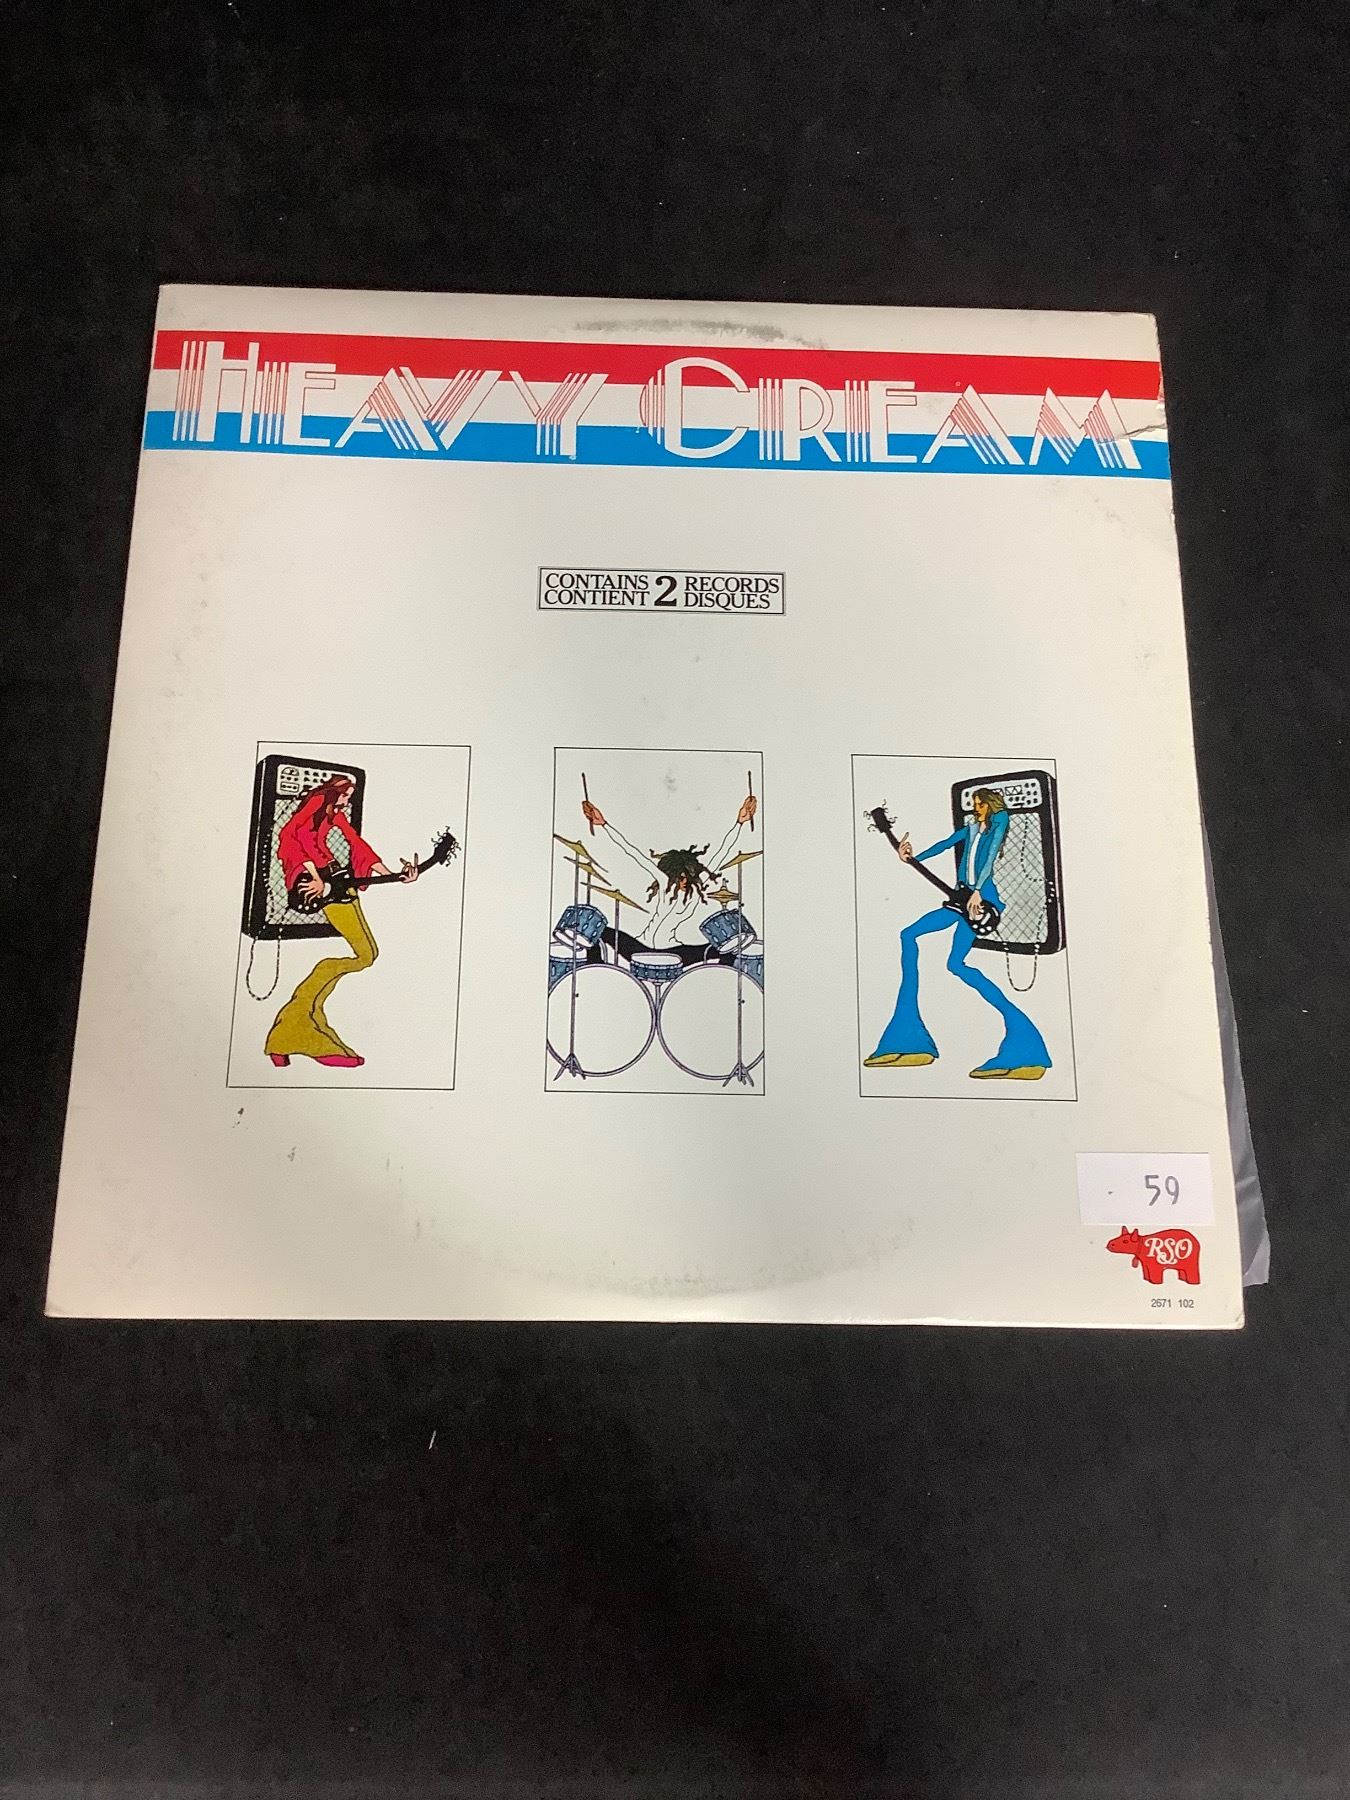 HEAVY CREAM
CONTAINS 2 RECORDS
CONTIENT DISQUES
59
RSO
2671 102